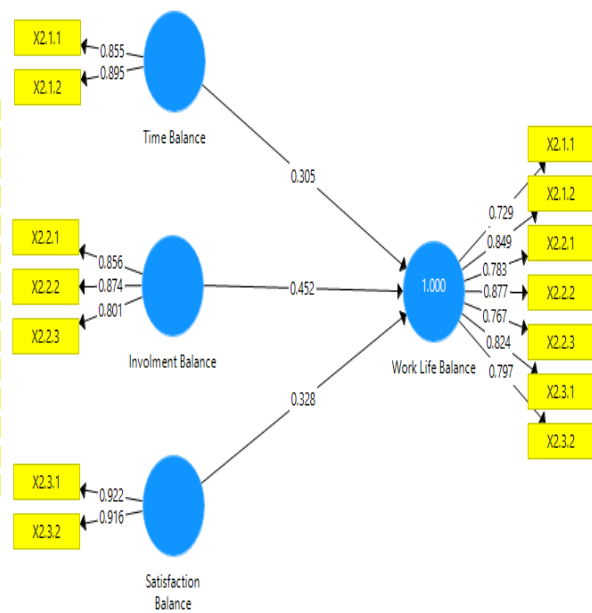 X2.1.1
0.855
X2.1.2
0.895
Time Balance
0.305
X2.2.1
0.856
X2.2.2
0.874
X2.2.3
0.801
Involment Balance
0.452
X2.3.1
0.922
X2.3.2
0.916
Satisfaction
Balance
0.328
1.000
Work Life Balance
X2.1.1
0.729
X2.1.2
0.849
X2.2.1
0.783
X2.2.2
0.877
X2.2.3
0.767
X2.3.1
0.824
X2.3.2
0.797